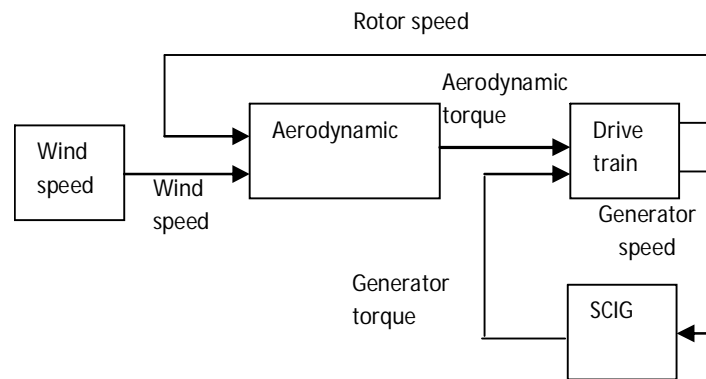 Rotor speed
Aerodynamic
torque
Aerodynamic
Drive
train
Wind
speed
Wind
speed
Generator
speed
Generator
torque
SCIG